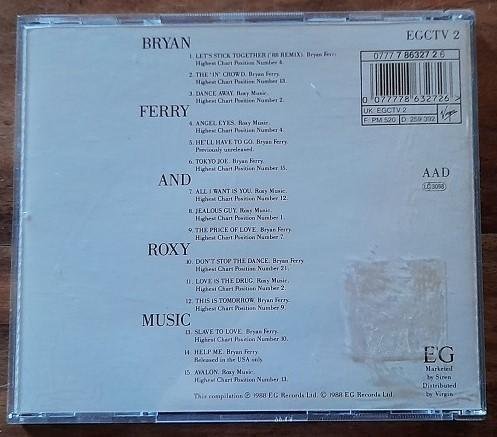 BRYAN
EGCTV 2
1. LET'S STICK TOGETHER ('88 REMIX). Bryan Ferry
Highest Chart Position Number 4.
2. THE 'IN' CROWD. Bryan Ferry.
Highest Chart Position Number 13.
3. DANCE AWAY. Roxy Music.
Highest Chart Position Number 2.
0777 7 86327 2 6
0 077778 632726 >
UK: EGCTV 2
F: PM 520 D: 259 092
Virgin
FERRY
4. ANGEL EYES. Roxy Music.
Highest Chart Position Number 4.
5. HE'LL HAVE TO GO. Bryan Ferry.
Previously unreleased.
6. TOKYO JOE. Bryan Ferry.
Highest Chart Position Number 15.
AND
AAD
LC 3098
7. ALL I WANT IS YOU. Roxy Music.
Highest Chart Position Number 12.
8. JEALOUS GUY. Roxy Music.
Highest Chart Position Number 1.
9. THE PRICE OF LOVE. Bryan Ferry.
Highest Chart Position Number 7.
ROXY
10. DON'T STOP THE DANCE. Bryan Ferry
Highest Chart Position Number 21.
11. LOVE IS THE DRUG. Roxy Music.
Highest Chart Position Number 2.
12. THIS IS TOMORROW. Bryan Ferry.
Highest Chart Position Number 9.
MUSIC
13. SLAVE TO LOVE. Bryan Ferry.
Highest Chart Position Number 10.
14. HELP ME. Bryan Ferry.
Released in the USA only.
15. AVALON. Roxy Music.
Highest Chart Position Number 13.
EG
Marketed
by Siren
Distributed
by Virgin
This compilation ℗ 1988 EG Records Ltd. © 1988 EG Records Ltd.